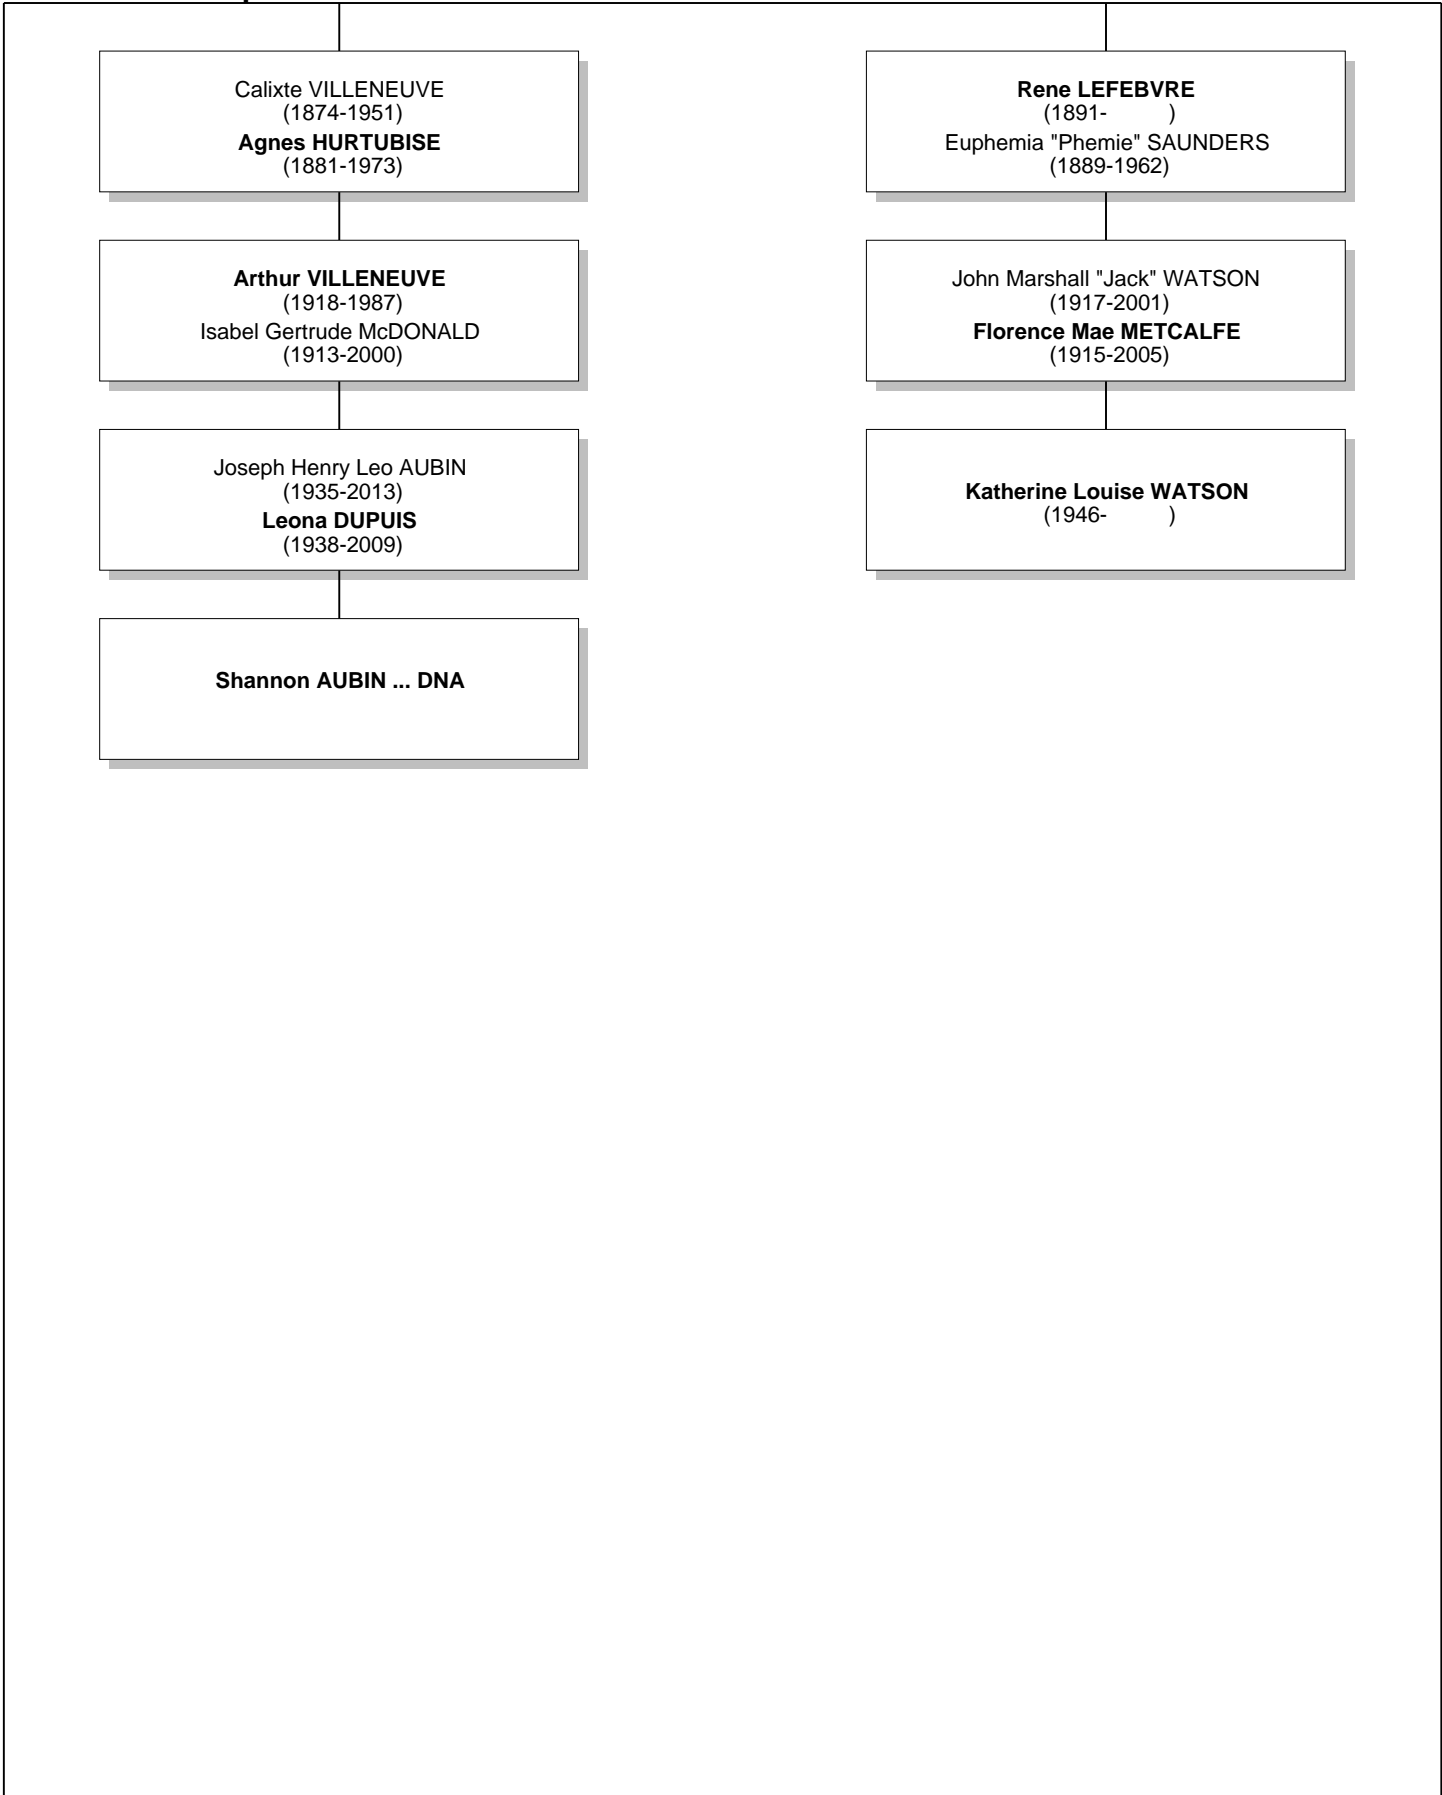 Calixte VILLENEUVE
(1874-1951)
Agnes HURTUBISE
(1881-1973)
Arthur VILLENEUVE
(1918-1987)
Isabel Gertrude McDONALD
(1913-2000)
Joseph Henry Leo AUBIN
(1935-2013)
Leona DUPUIS
(1938-2009)
Shannon AUBIN ... DNA
Rene LEFEBVRE
(1891- )
Euphemia "Phemie" SAUNDERS
(1889-1962)
John Marshall "Jack" WATSON
(1917-2001)
Florence Mae METCALFE
(1915-2005)
Katherine Louise WATSON
(1946- )